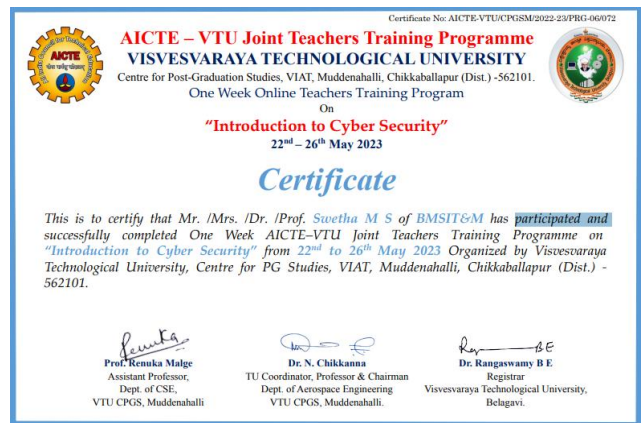 Certificate No: AICTE-VTU/CPGSM/2022-23/PRG-06/072
AICTE – VTU Joint Teachers Training Programme
VISVESVARAYA TECHNOLOGICAL UNIVERSITY
Centre for Post-Graduation Studies, VIAT, Muddenahalli, Chikkaballapur (Dist.) -562101.
One Week Online Teachers Training Program
On
“Introduction to Cyber Security”
22nd – 26th May 2023
AICTE
Certificate
This is to certify that Mr. /Mrs. /Dr. /Prof. Swetha M S of BMSIT&M has participated and
successfully completed One Week AICTE–VTU Joint Teachers Training Programme on
“Introduction to Cyber Security” from 22nd to 26th May 2023 Organized by Visvesvaraya
Technological University, Centre for PG Studies, VIAT, Muddenahalli, Chikkaballapur (Dist.) -
562101.
Renuka
Prof. Renuka Malge
Assistant Professor,
Dept. of CSE,
VTU CPGS, Muddenahalli
Dr. N. Chikkanna
TU Coordinator, Professor & Chairman
Dept. of Aerospace Engineering
VTU CPGS, Muddenahalli.
Dr. Rangaswamy B E
Registrar
Visvesvaraya Technological University,
Belagavi.